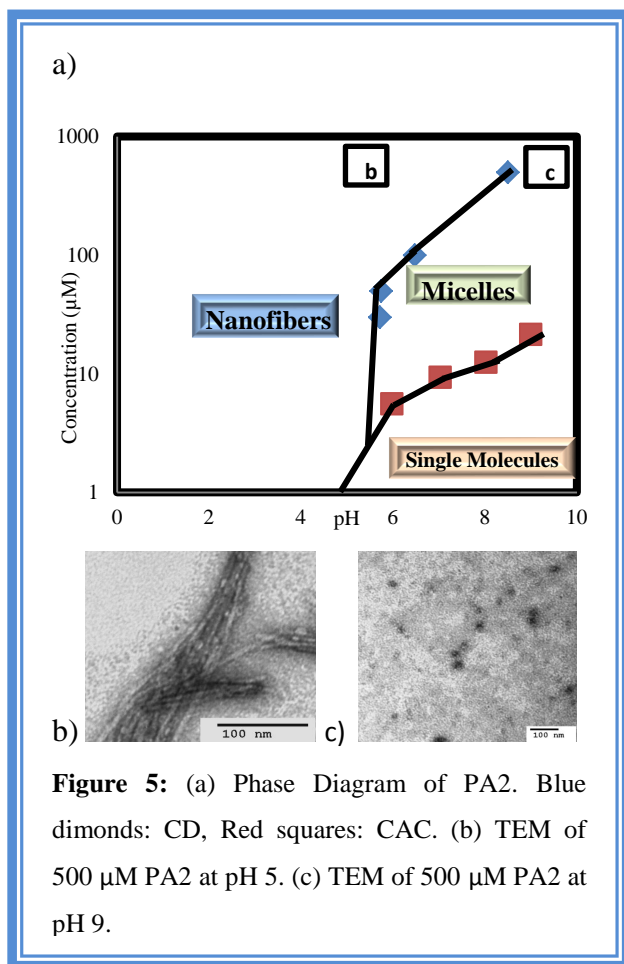 a)
1000
b
c
100
Micelles
Nanofibers
Concentration (µM)
10
Single Molecules
1
0 2 4 pH 6 8 10
b)
100 nm
c)
100 nm
Figure 5: (a) Phase Diagram of PA2. Blue
dimonds: CD, Red squares: CAC. (b) TEM of
500 µM PA2 at pH 5. (c) TEM of 500 µM PA2 at
pH 9.